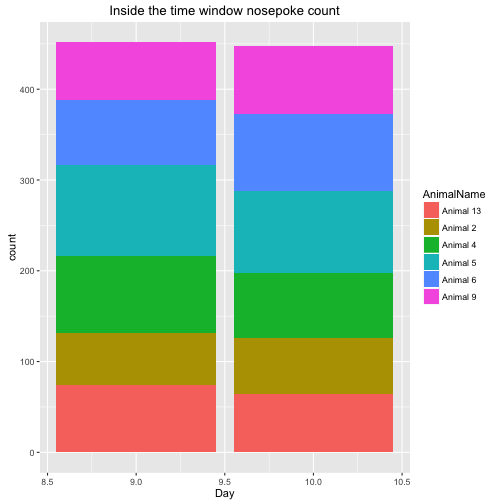 Inside the time window nosepoke count
count
400
300
200
100
0
8.5 9.0 9.5 10.0 10.5
Day
AnimalName
Animal 13
Animal 2
Animal 4
Animal 5
Animal 6
Animal 9